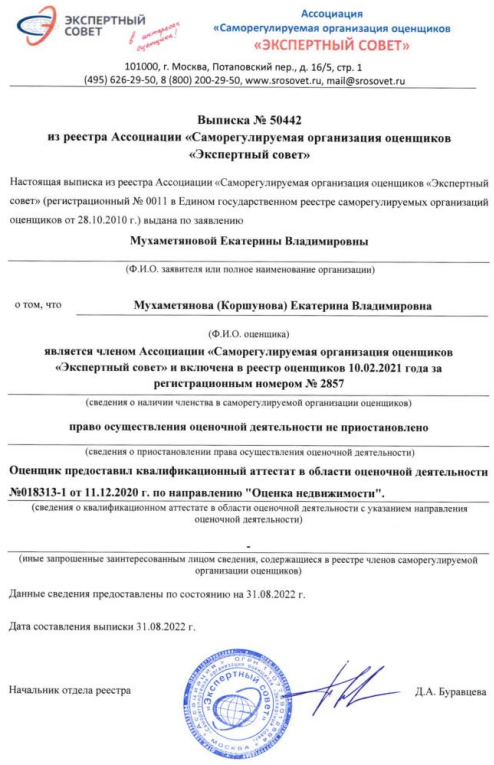 ЭКСПЕРТНЫЙ
СОВЕТ
в интересах
оценщика!
Ассоциация
«Саморегулируемая организация оценщиков
«ЭКСПЕРТНЫЙ СОВЕТ»
101000, г. Москва, Потаповский пер., д. 16/5, стр. 1
(495) 626-29-50, 8 (800) 200-29-50, www.srosovet.ru, mail@srosovet.ru
Выписка № 50442
из реестра Ассоциации «Саморегулируемая организация оценщиков
«Экспертный совет»
Настоящая выписка из реестра Ассоциации «Саморегулируемая организация оценщиков «Экспертный
совет» (регистрационный № 0011 в Едином государственном реестре саморегулируемых организаций
оценщиков от 28.10.2010 г.) выдана по заявлению
Мухаметяновой Екатерины Владимировны
(Ф.И.О. заявителя или полное наименование организации)
о том, что Мухаметянова (Коршунова) Екатерина Владимировна
(Ф.И.О. оценщика)
является членом Ассоциации «Саморегулируемая организация оценщиков
«Экспертный совет» и включена в реестр оценщиков 10.02.2021 года за
регистрационным номером № 2857
(сведения о наличии членства в саморегулируемой организации оценщиков)
право осуществления оценочной деятельности не приостановлено
(сведения о приостановлении права осуществления оценочной деятельности)
Оценщик предоставил квалификационный аттестат в области оценочной деятельности
№018313-1 от 11.12.2020 г. по направлению "Оценка недвижимости".
(сведения о квалификационном аттестате в области оценочной деятельности с указанием направления
оценочной деятельности)
-
(иные запрошенные заинтересованным лицом сведения, содержащиеся в реестре членов саморегулируемой
организации оценщиков)
Данные сведения предоставлены по состоянию на 31.08.2022 г.
Дата составления выписки 31.08.2022 г.
Начальник отдела реестра
«Экспертный совет»
МОСКВА
Д.А. Буравцева